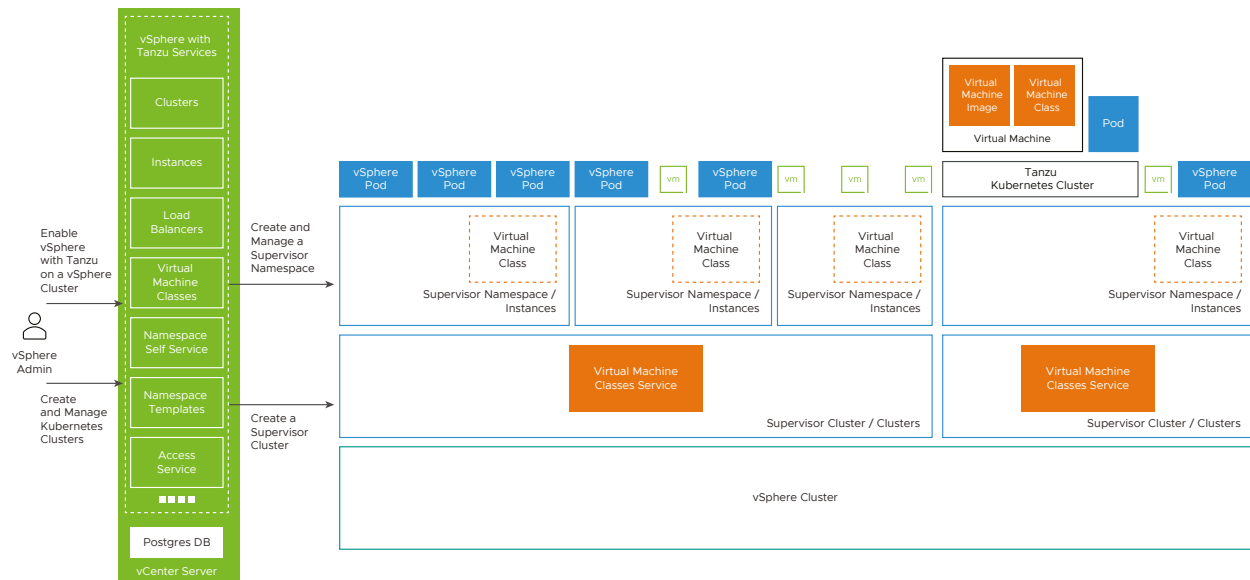 vSphere with
Tanzu Services
Clusters
Instances
Load
Balancers
Virtual
Machine
Classes
Namespace
Self Service
Namespace
Templates
Access
Service
Postgres DB
vCenter Server
Enable
vSphere
with Tanzu
on a vSphere
Cluster
vSphere
Admin
Create
and Manage
Kubernetes
Clusters
Create and
Manage a
Supervisor
Namespace
Create a
Supervisor
Cluster
Virtual
Machine
Image
Virtual
Machine
Class
Virtual Machine
Pod
vSphere
Pod
vSphere
Pod
vSphere
Pod
vSphere
Pod
vm
vSphere
Pod
vm
vm
vm
Tanzu
Kubernetes Cluster
vm
vSphere
Pod
Virtual
Machine
Class
Supervisor Namespace /
Instances
Virtual
Machine
Class
Supervisor Namespace /
Instances
Virtual
Machine
Class
Supervisor Namespace /
Instances
Virtual
Machine
Class
Supervisor Namespace /
Instances
Virtual Machine
Classes Service
Supervisor Cluster / Clusters
Virtual Machine
Classes Service
Supervisor Cluster / Clusters
vSphere Cluster